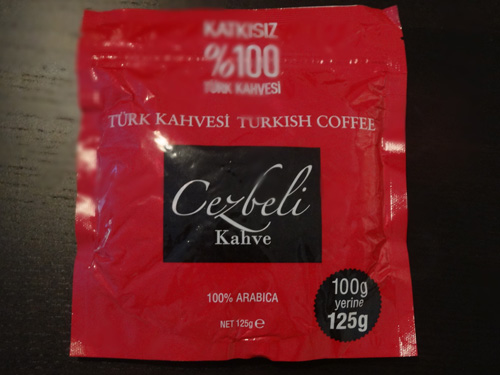 KATKISIZ
%100
TÜRK KAHVESİ
TÜRK KAHVESİ TURKISH COFFEE
Cezbeli
Kahve
100% ARABICA
NET 125g ℮
100g
yerine
125g